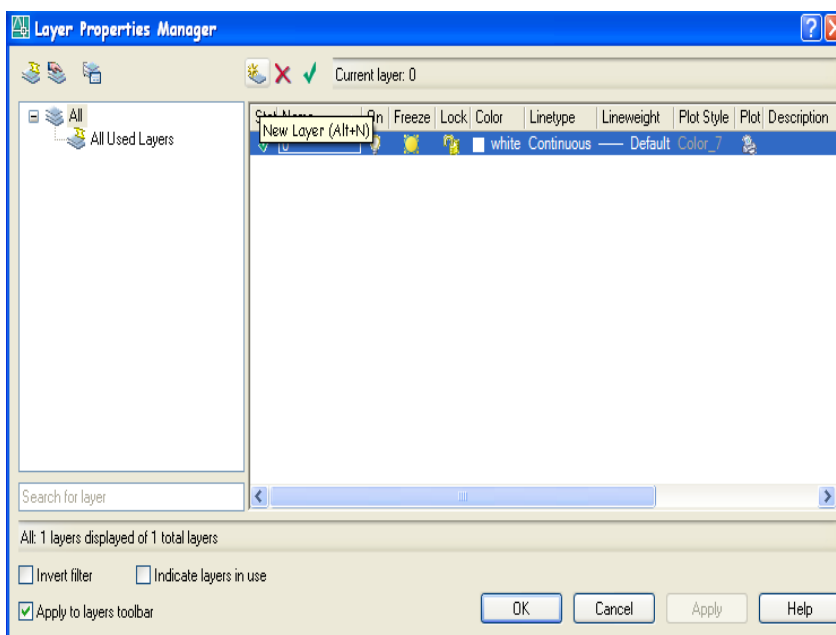 Layer Properties Manager
Current layer: 0
All
All Used Layers
Name On Freeze Lock Color Linetype Lineweight Plot Style Plot Description
New Layer (Alt+N)
0 white Continuous Default Color_7
Search for layer
All: 1 layers displayed of 1 total layers
Invert filter Indicate layers in use
Apply to layers toolbar
OK Cancel Apply Help